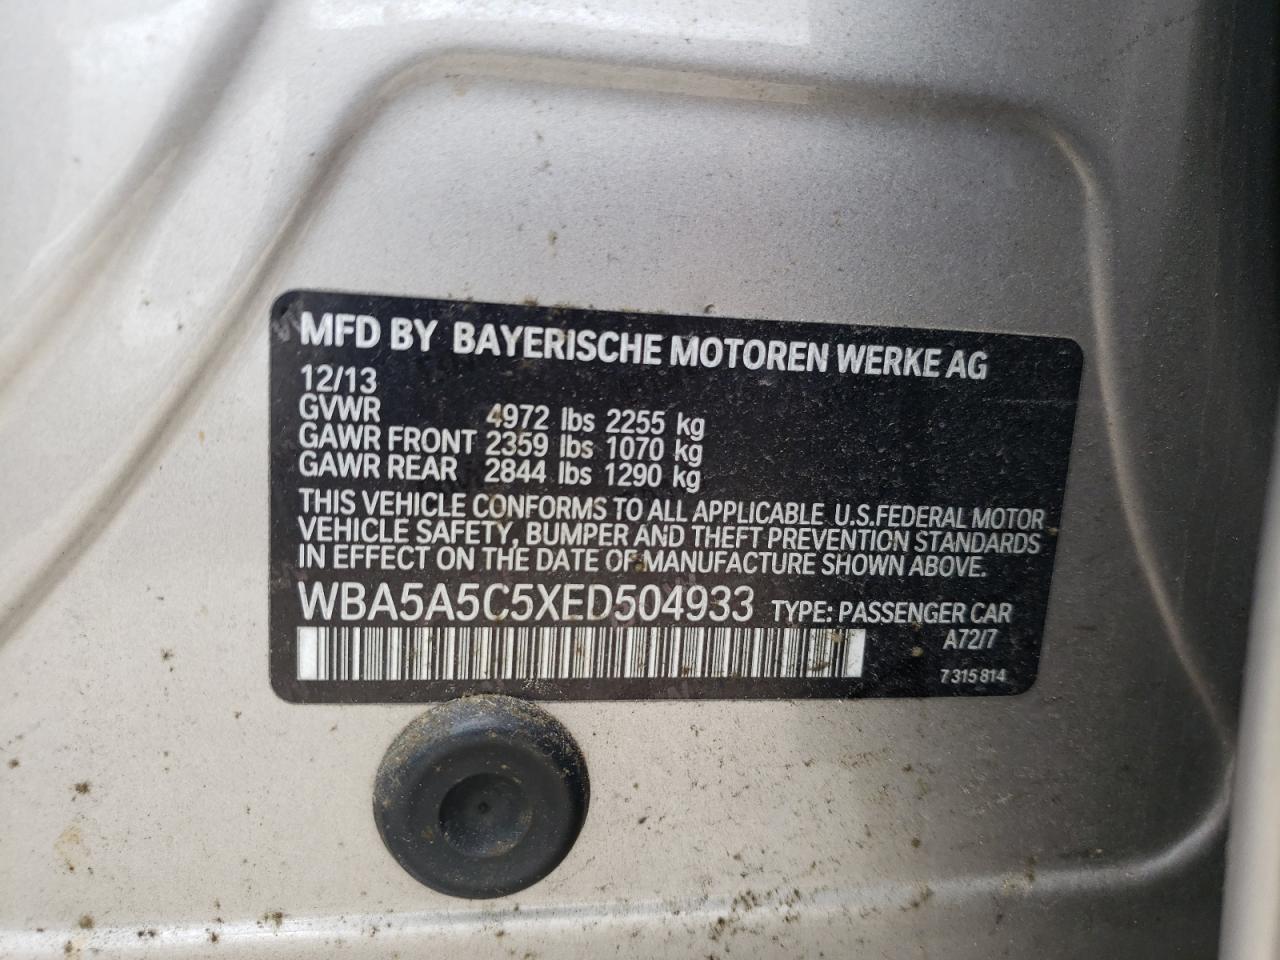 MFD BY BAYERISCHE MOTOREN WERKE AG
12/13
GVWR 4972 lbs 2255 kg
GAWR FRONT 2359 lbs 1070 kg
GAWR REAR 2844 lbs 1290 kg
THIS VEHICLE CONFORMS TO ALL APPLICABLE U.S.FEDERAL MOTOR
VEHICLE SAFETY, BUMPER AND THEFT PREVENTION STANDARDS
IN EFFECT ON THE DATE OF MANUFACTURE SHOWN ABOVE.
WBA5A5C5XED504933 TYPE: PASSENGER CAR
A72/7
7 315 814